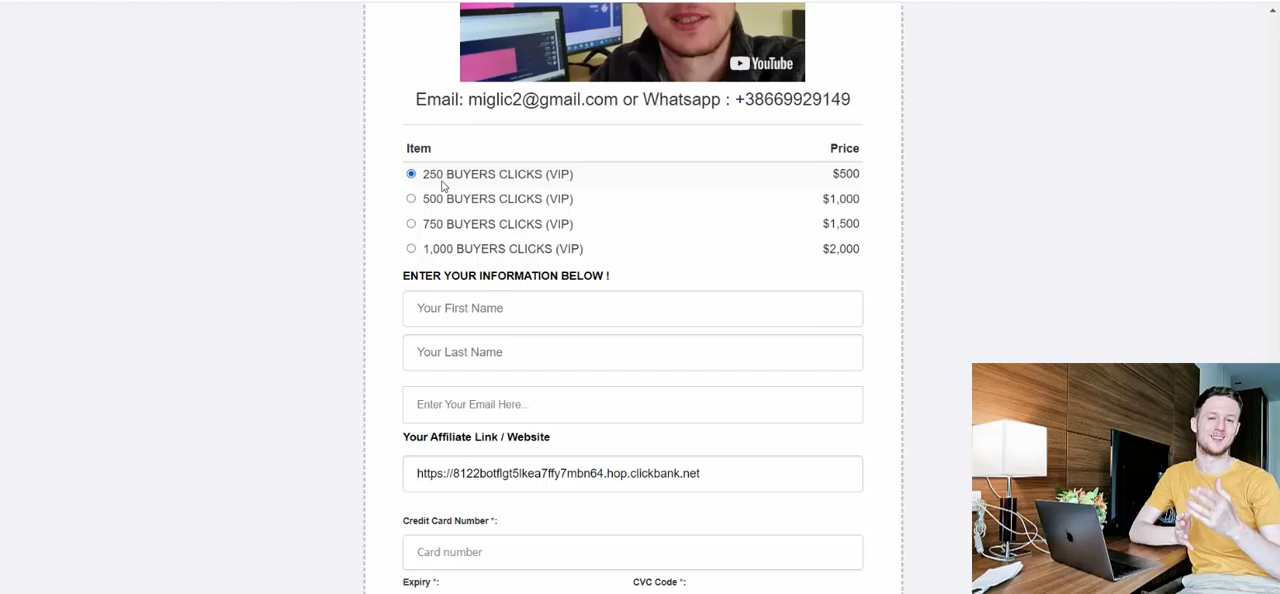 YouTube
Email: miglic2@gmail.com or Whatsapp : +38669929149
Item Price
250 BUYERS CLICKS (VIP) $500
500 BUYERS CLICKS (VIP) $1,000
750 BUYERS CLICKS (VIP) $1,500
1,000 BUYERS CLICKS (VIP) $2,000
ENTER YOUR INFORMATION BELOW !
Your First Name
Your Last Name
Enter Your Email Here...
Your Affiliate Link / Website
https://8122botflgt5lkea7ffy7mbn64.hop.clickbank.net
Credit Card Number *:
Card number
Expiry *: CVC Code *: